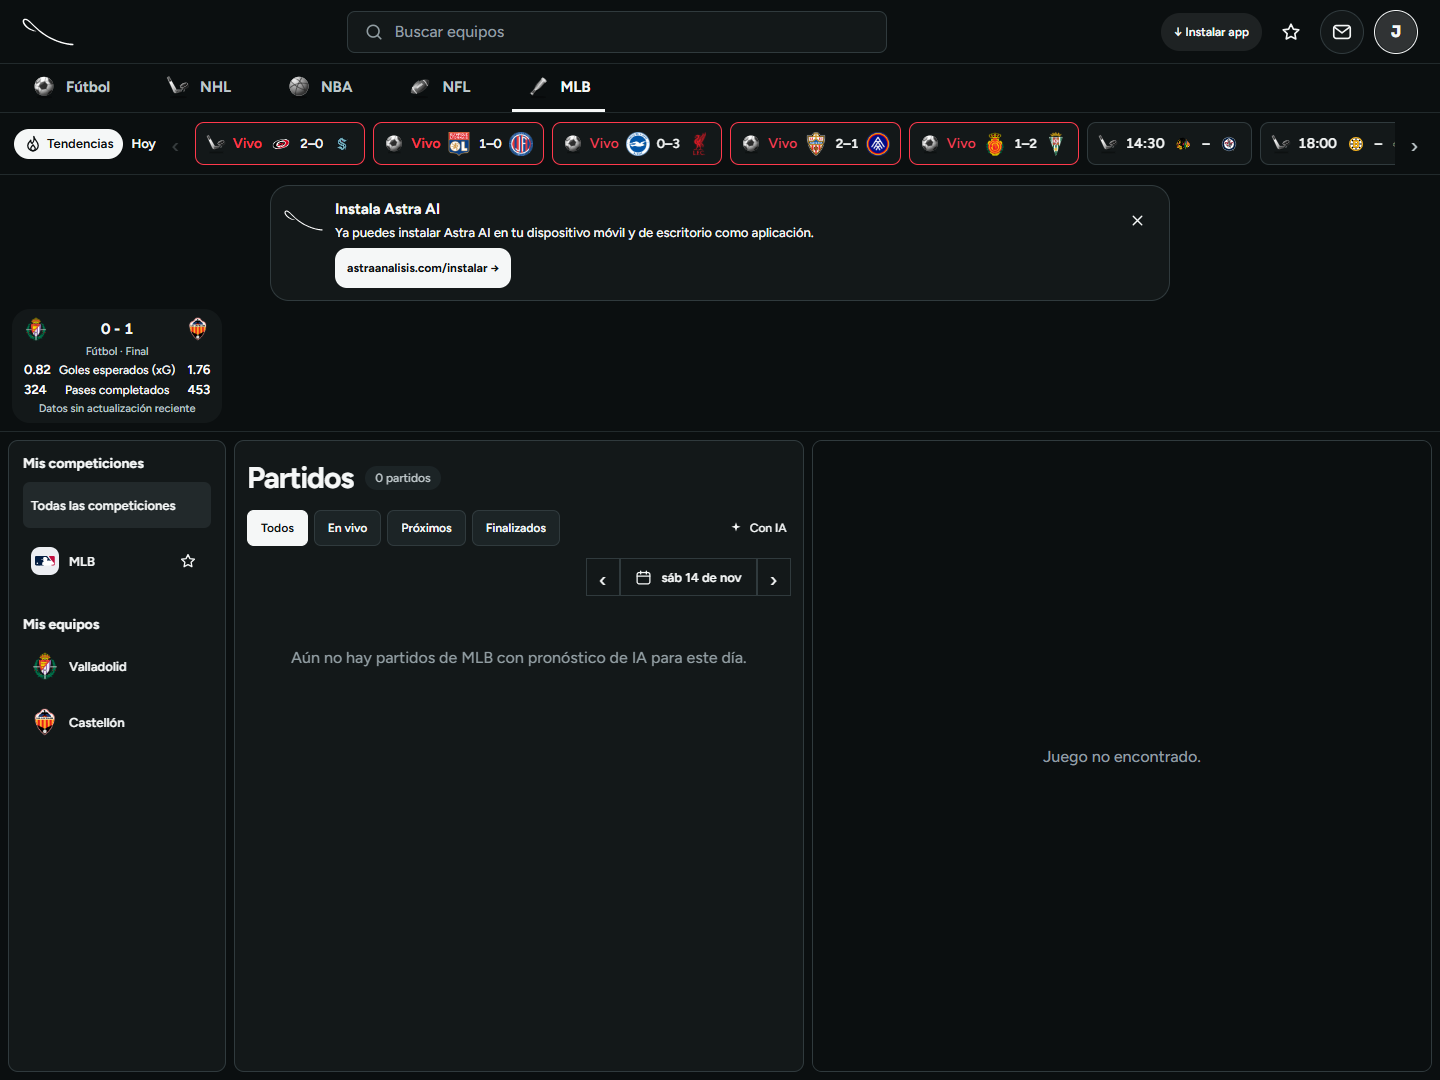 Buscar equipos
↓ Instalar app
J
Fútbol
NHL
NBA
NFL
MLB
Tendencias
Hoy
Vivo 2–0
Vivo 1–0
Vivo 0–3
Vivo 2–1
Vivo 1–2
14:30 –
18:00 –
Instala Astra AI
Ya puedes instalar Astra AI en tu dispositivo móvil y de escritorio como aplicación.
astraanalisis.com/instalar →
0 - 1
Fútbol · Final
0.82 Goles esperados (xG) 1.76
324 Pases completados 453
Datos sin actualización reciente
Mis competiciones
Todas las competiciones
MLB
Mis equipos
Valladolid
Castellón
Partidos 0 partidos
Todos En vivo Próximos Finalizados Con IA
‹ sáb 14 de nov ›
Aún no hay partidos de MLB con pronóstico de IA para este día.
Juego no encontrado.